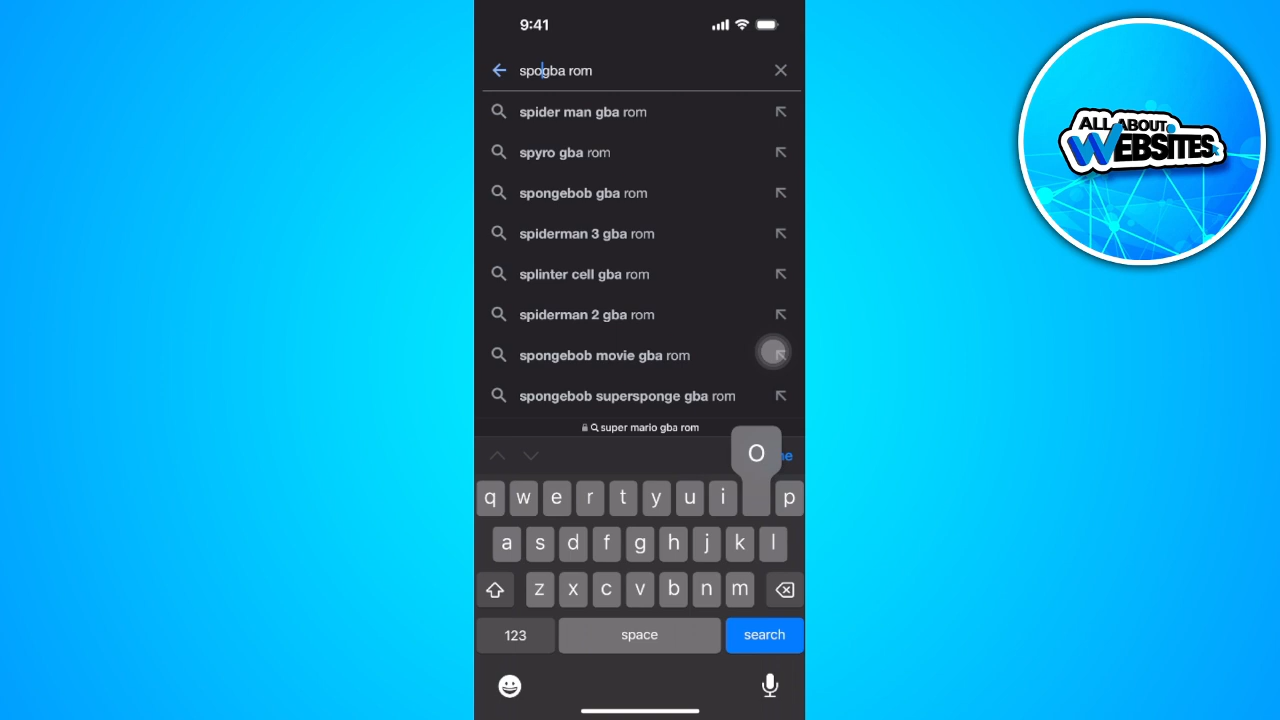 9:41
spogba rom
spider man gba rom
spyro gba rom
spongebob gba rom
spiderman 3 gba rom
splinter cell gba rom
spiderman 2 gba rom
spongebob movie gba rom
spongebob supersponge gba rom
super mario gba rom
O
q w e r t y u i p
a s d f g h j k l
z x c v b n m
123 space search
ALL ABOUT
WEBSITES